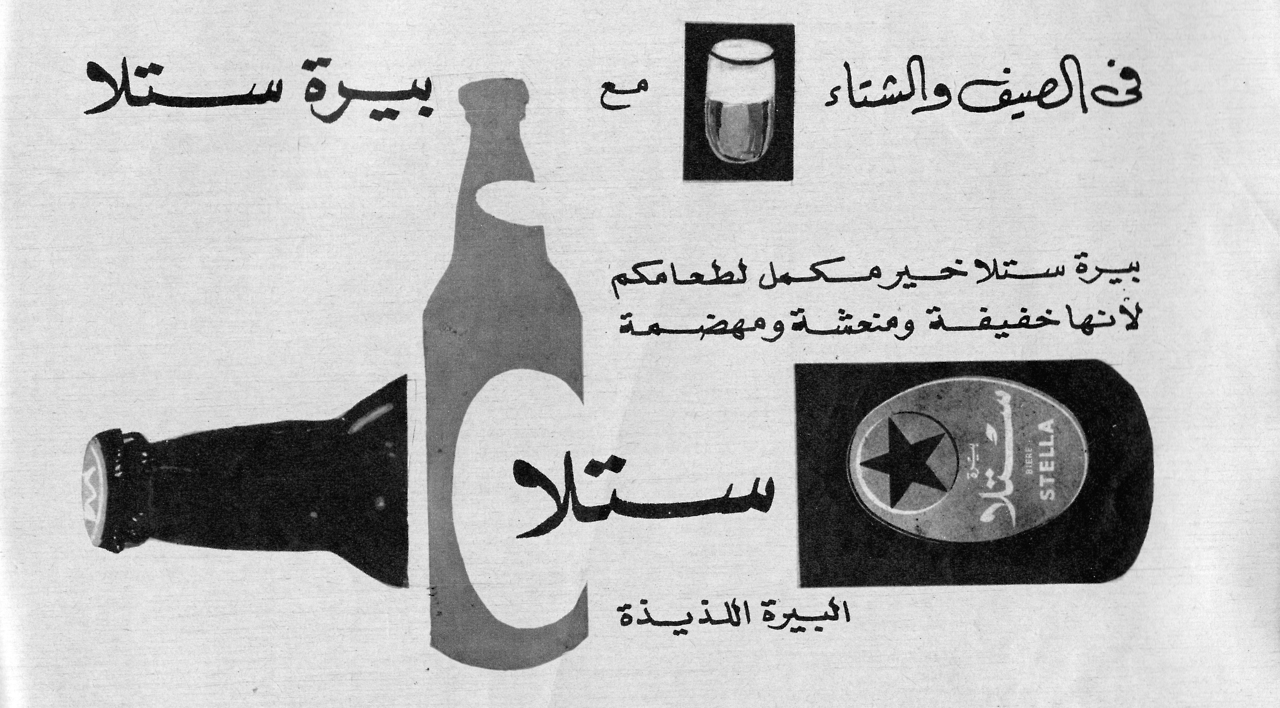 فى الصيف والشتاء مع بيرة ستلا
بيرة ستلا خير مكمل لطعامكم
لأنها خفيفة ومنعشة ومهضمة
ستلا
بيرة
ستلا
BIERE
STELLA
البيرة اللذيذة